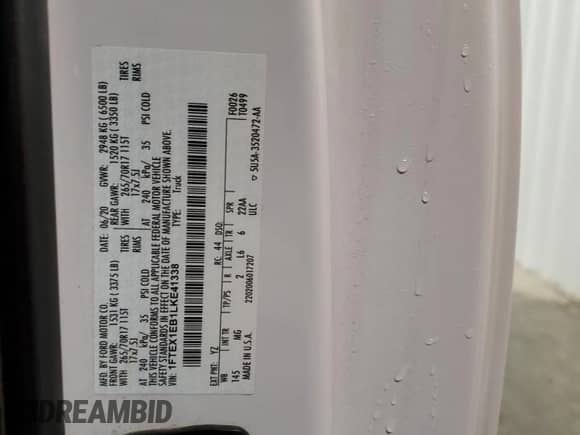 MFD. BY FORD MOTOR CO.
DATE: 06/20 GVWR: 2948 KG ( 6500 LB)
FRONT GAWR: 1531 KG ( 3375 LB) REAR GAWR: 1520 KG ( 3350 LB)
265/70R17 115T TIRES WITH 265/70R17 115T TIRES
17x7.5J RIMS 17x7.5J RIMS
AT 240 kPa/ 35 PSI COLD AT 240 kPa/ 35 PSI COLD
THIS VEHICLE CONFORMS TO ALL APPLICABLE FEDERAL MOTOR VEHICLE
SAFETY STANDARDS IN EFFECT ON THE DATE OF MANUFACTURE SHOWN ABOVE.
VIN: 1FTEX1EB1LKE41338
TYPE: Truck
F0026
T0499
EXT PNT: YZ RC: 44 DSO:
WB INT TR TP/PS R AXLE TR SPR
145 MG 2 L6 6 22AA
ULC
MADE IN U.S.A. 2202006017207
SU5A-3520472-AA
DREAMBID